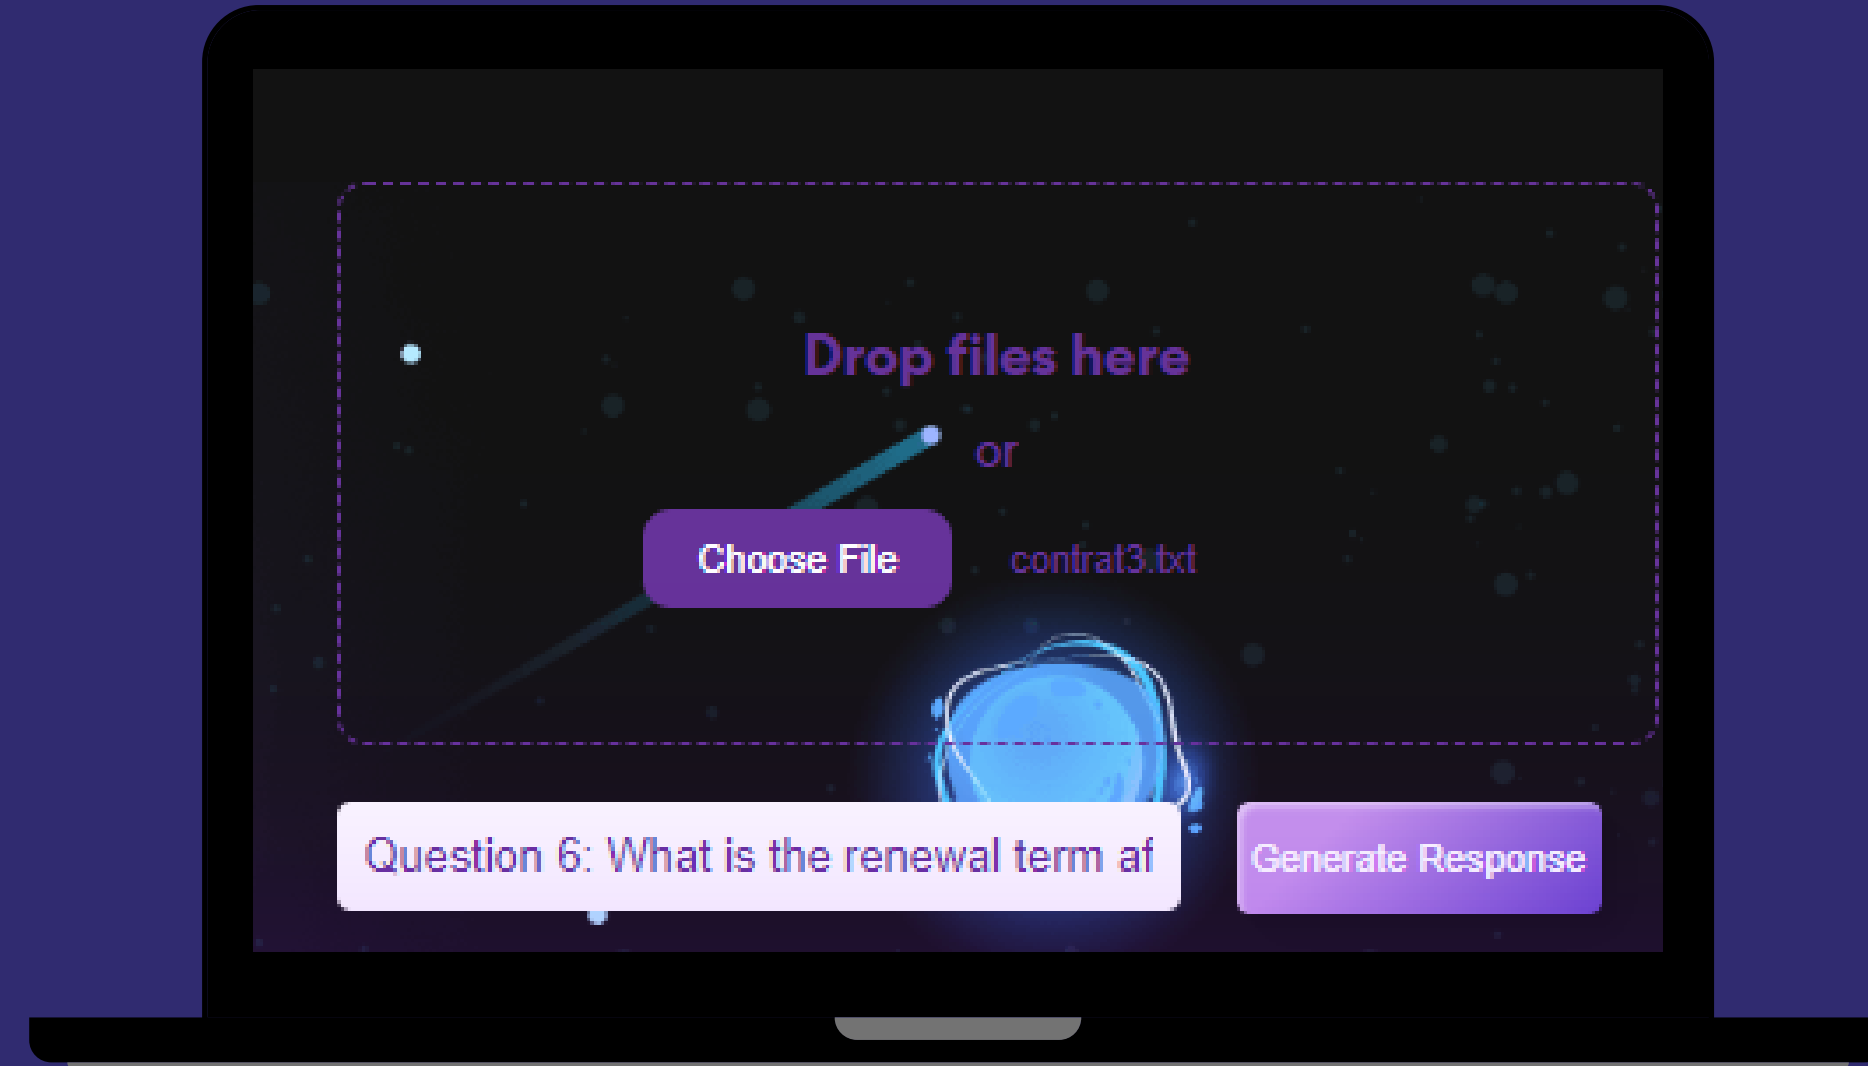 Drop files here
or
Choose File contrat3.txt
Question 6: What is the renewal term af
Generate Response